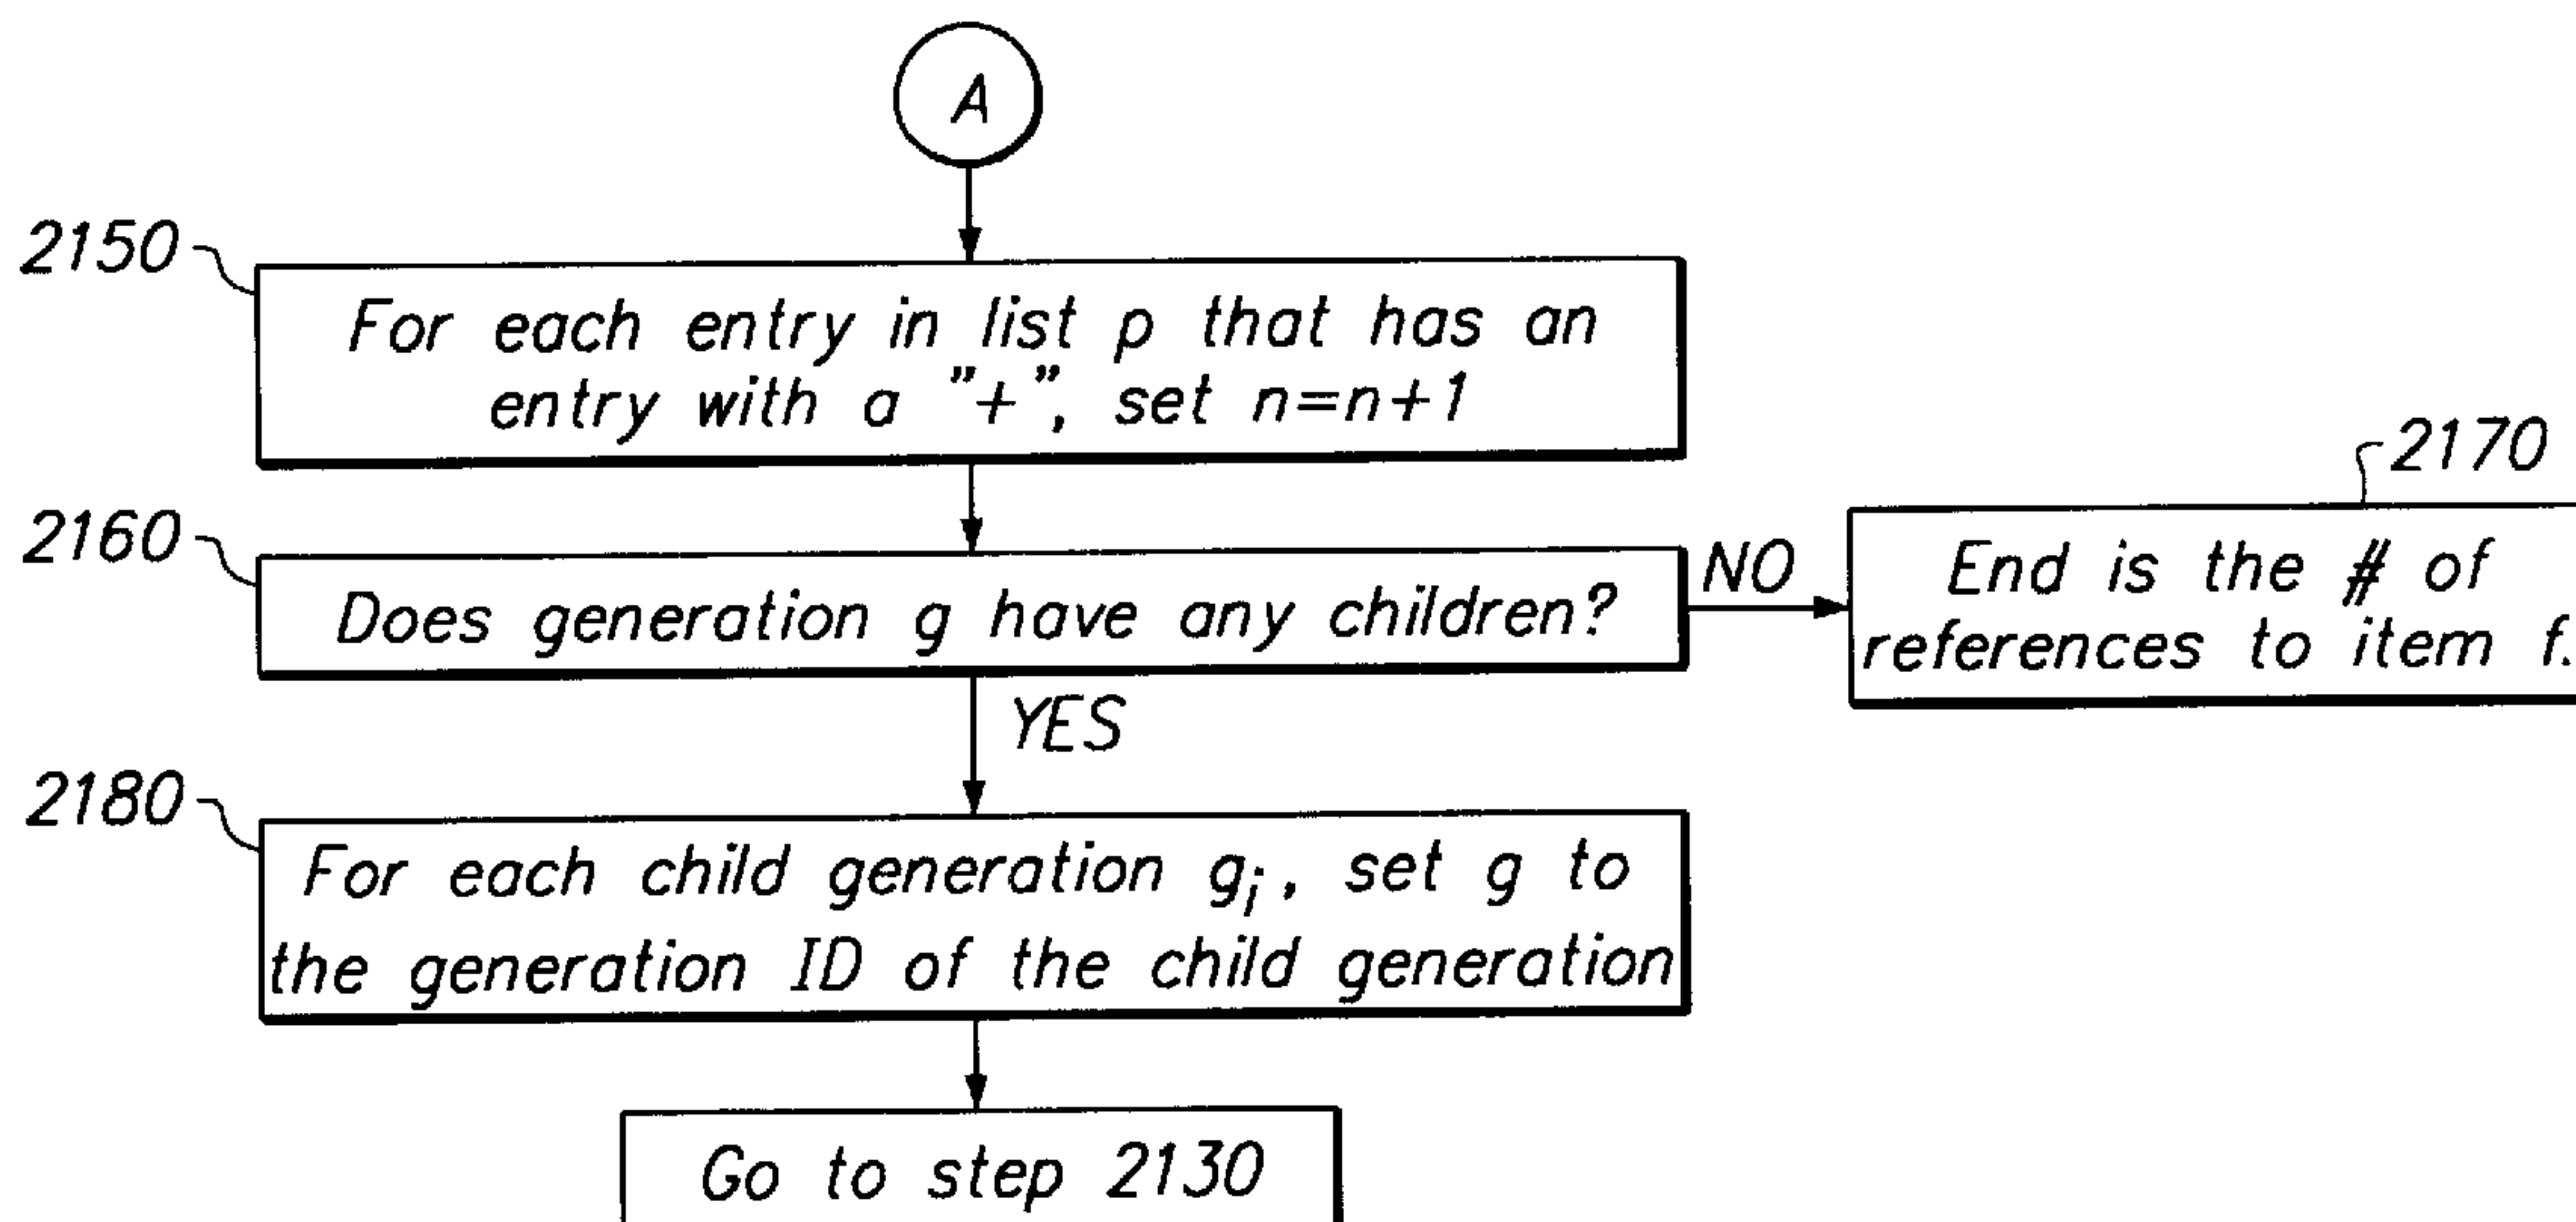 A
2150
For each entry in list p that has an
entry with a "+", set n=n+1
2160
Does generation g have any children?
NO
2170
End is the # of
references to item f.
YES
2180
For each child generation gi, set g to
the generation ID of the child generation
Go to step 2130